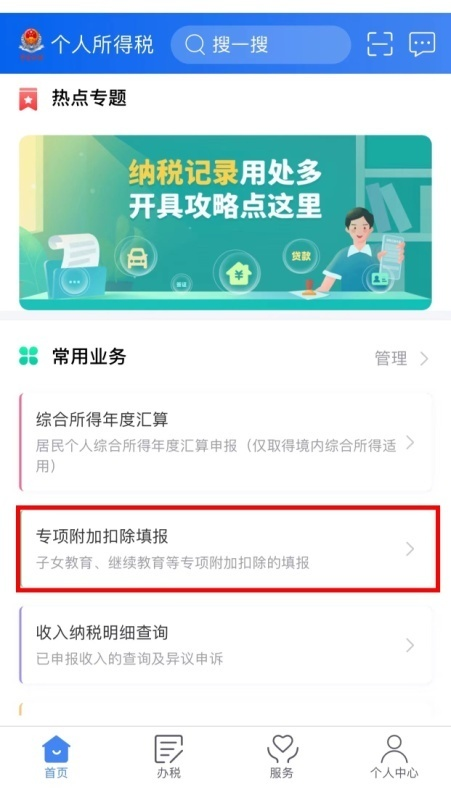 个人所得税
搜一搜
热点专题
纳税记录用处多
开具攻略点这里
贷款
常用业务
管理
综合所得年度汇算
居民个人综合所得年度汇算申报（仅取得境内综合所得适
用）
专项附加扣除填报
子女教育、继续教育等专项附加扣除的填报
收入纳税明细查询
已申报收入的查询及异议申诉
首页
办税
服务
个人中心